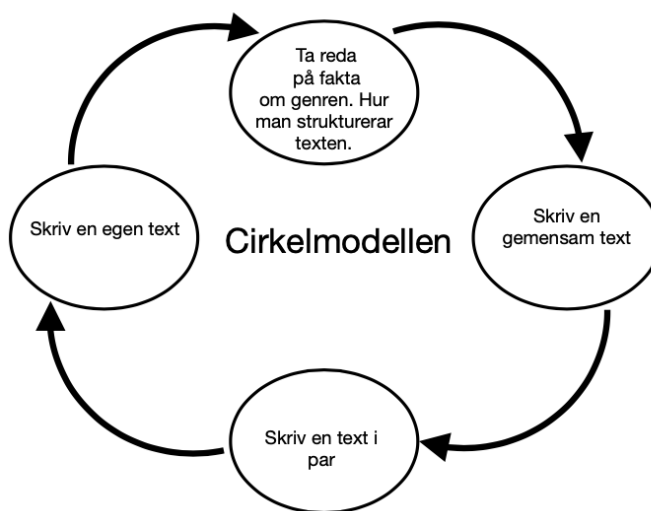 Ta reda
på fakta
om genren. Hur
man strukturerar
texten.
Skriv en egen text
Cirkelmodellen
Skriv en
gemensam text
Skriv en text i
par